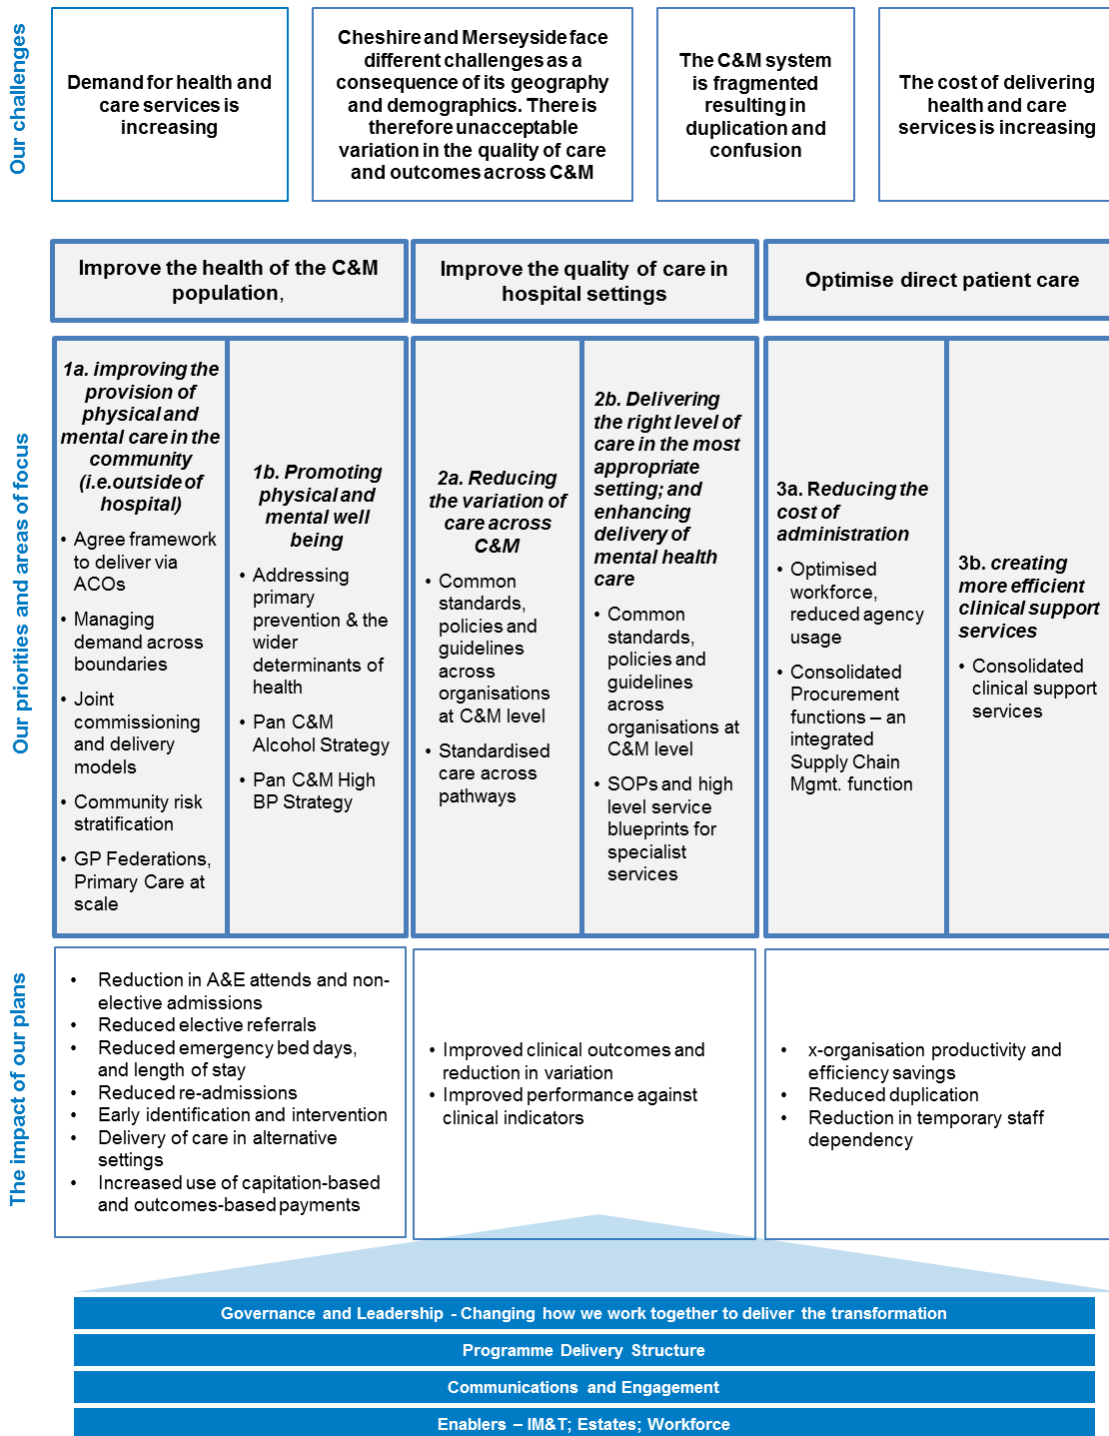 Our challenges
Demand for health and
care services is
increasing
Cheshire and Merseyside face
different challenges as a
consequence of its geography
and demographics. There is
therefore unacceptable
variation in the quality of care
and outcomes across C&M
The C&M system
is fragmented
resulting in
duplication and
confusion
The cost of delivering
health and care
services is increasing
Our priorities and areas of focus
Improve the health of the C&M
population,
Improve the quality of care in
hospital settings
Optimise direct patient care
1a. improving the
provision of
physical and
mental care in the
community
(i.e.outside of
hospital)
• Agree framework
to deliver via
ACOs
• Managing
demand across
boundaries
• Joint
commissioning
and delivery
models
• Community risk
stratification
• GP Federations,
Primary Care at
scale
1b. Promoting
physical and
mental well
being
• Addressing
primary
prevention & the
wider
determinants of
health
• Pan C&M
Alcohol Strategy
• Pan C&M High
BP Strategy
2a. Reducing
the variation of
care across
C&M
• Common
standards,
policies and
guidelines
across
organisations
at C&M level
• Standardised
care across
pathways
2b. Delivering
the right level of
care in the most
appropriate
setting; and
enhancing
delivery of
mental health
care
• Common
standards,
policies and
guidelines
across
organisations at
C&M level
• SOPs and high
level service
blueprints for
specialist
services
3a. Reducing the
cost of
administration
• Optimised
workforce,
reduced agency
usage
• Consolidated
Procurement
functions – an
integrated
Supply Chain
Mgmt. function
3b. creating
more efficient
clinical support
services
• Consolidated
clinical support
services
The impact of our plans
• Reduction in A&E attends and non-
elective admissions
• Reduced elective referrals
• Reduced emergency bed days,
and length of stay
• Reduced re-admissions
• Early identification and intervention
• Delivery of care in alternative
settings
• Increased use of capitation-based
and outcomes-based payments
• Improved clinical outcomes and
reduction in variation
• Improved performance against
clinical indicators
• x-organisation productivity and
efficiency savings
• Reduced duplication
• Reduction in temporary staff
dependency
Governance and Leadership - Changing how we work together to deliver the transformation
Programme Delivery Structure
Communications and Engagement
Enablers – IM&T; Estates; Workforce